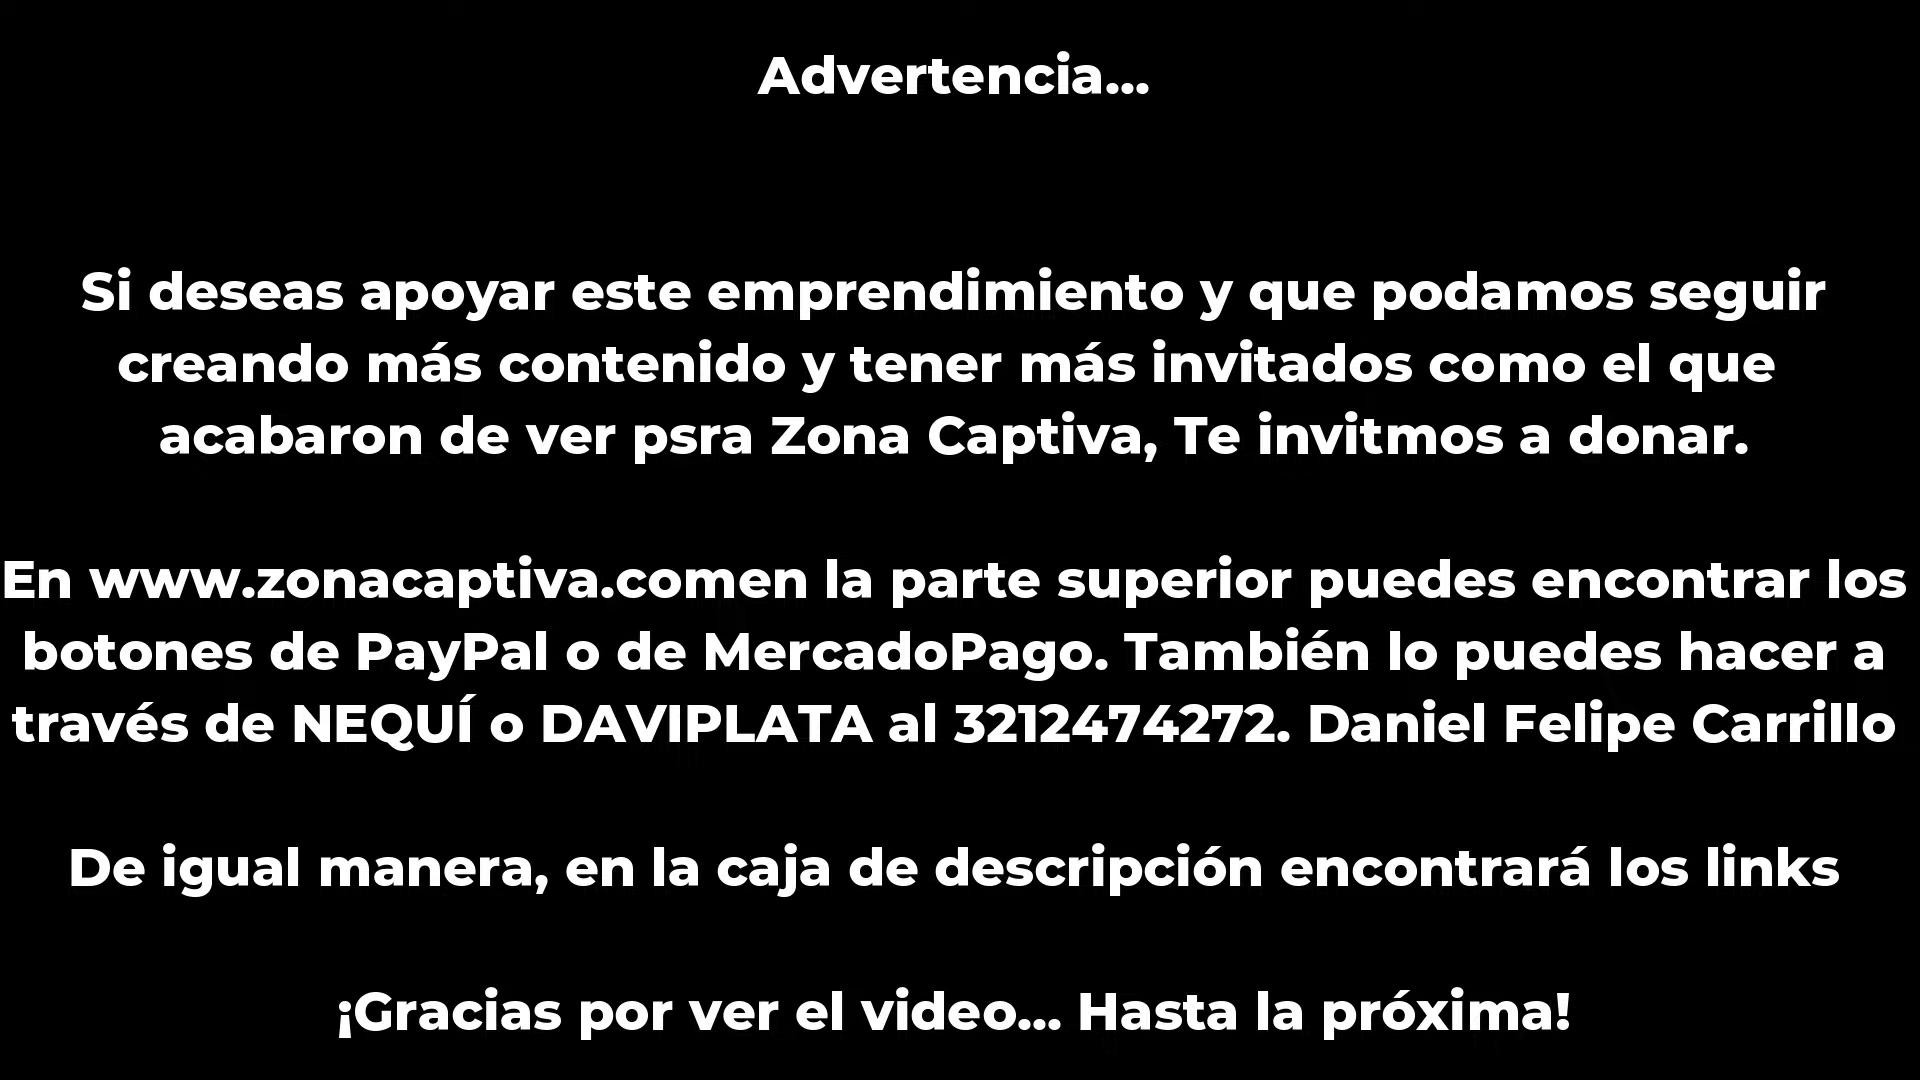 Advertencia...
Si deseas apoyar este emprendimiento y que podamos seguir
creando más contenido y tener más invitados como el que
acabaron de ver psra Zona Captiva, Te invitmos a donar.
En www.zonacaptiva.comen la parte superior puedes encontrar los
botones de PayPal o de MercadoPago. También lo puedes hacer a
través de NEQUÍ o DAVIPLATA al 3212474272. Daniel Felipe Carrillo
De igual manera, en la caja de descripción encontrará los links
¡Gracias por ver el video... Hasta la próxima!